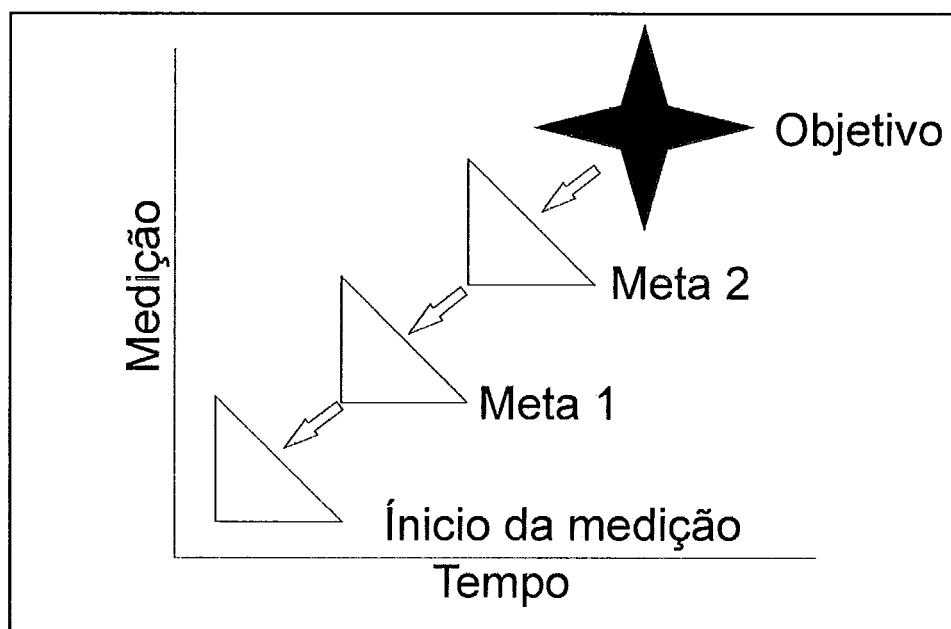 Objetivo
Medição
Meta 2
Meta 1
Ínicio da medição
Tempo